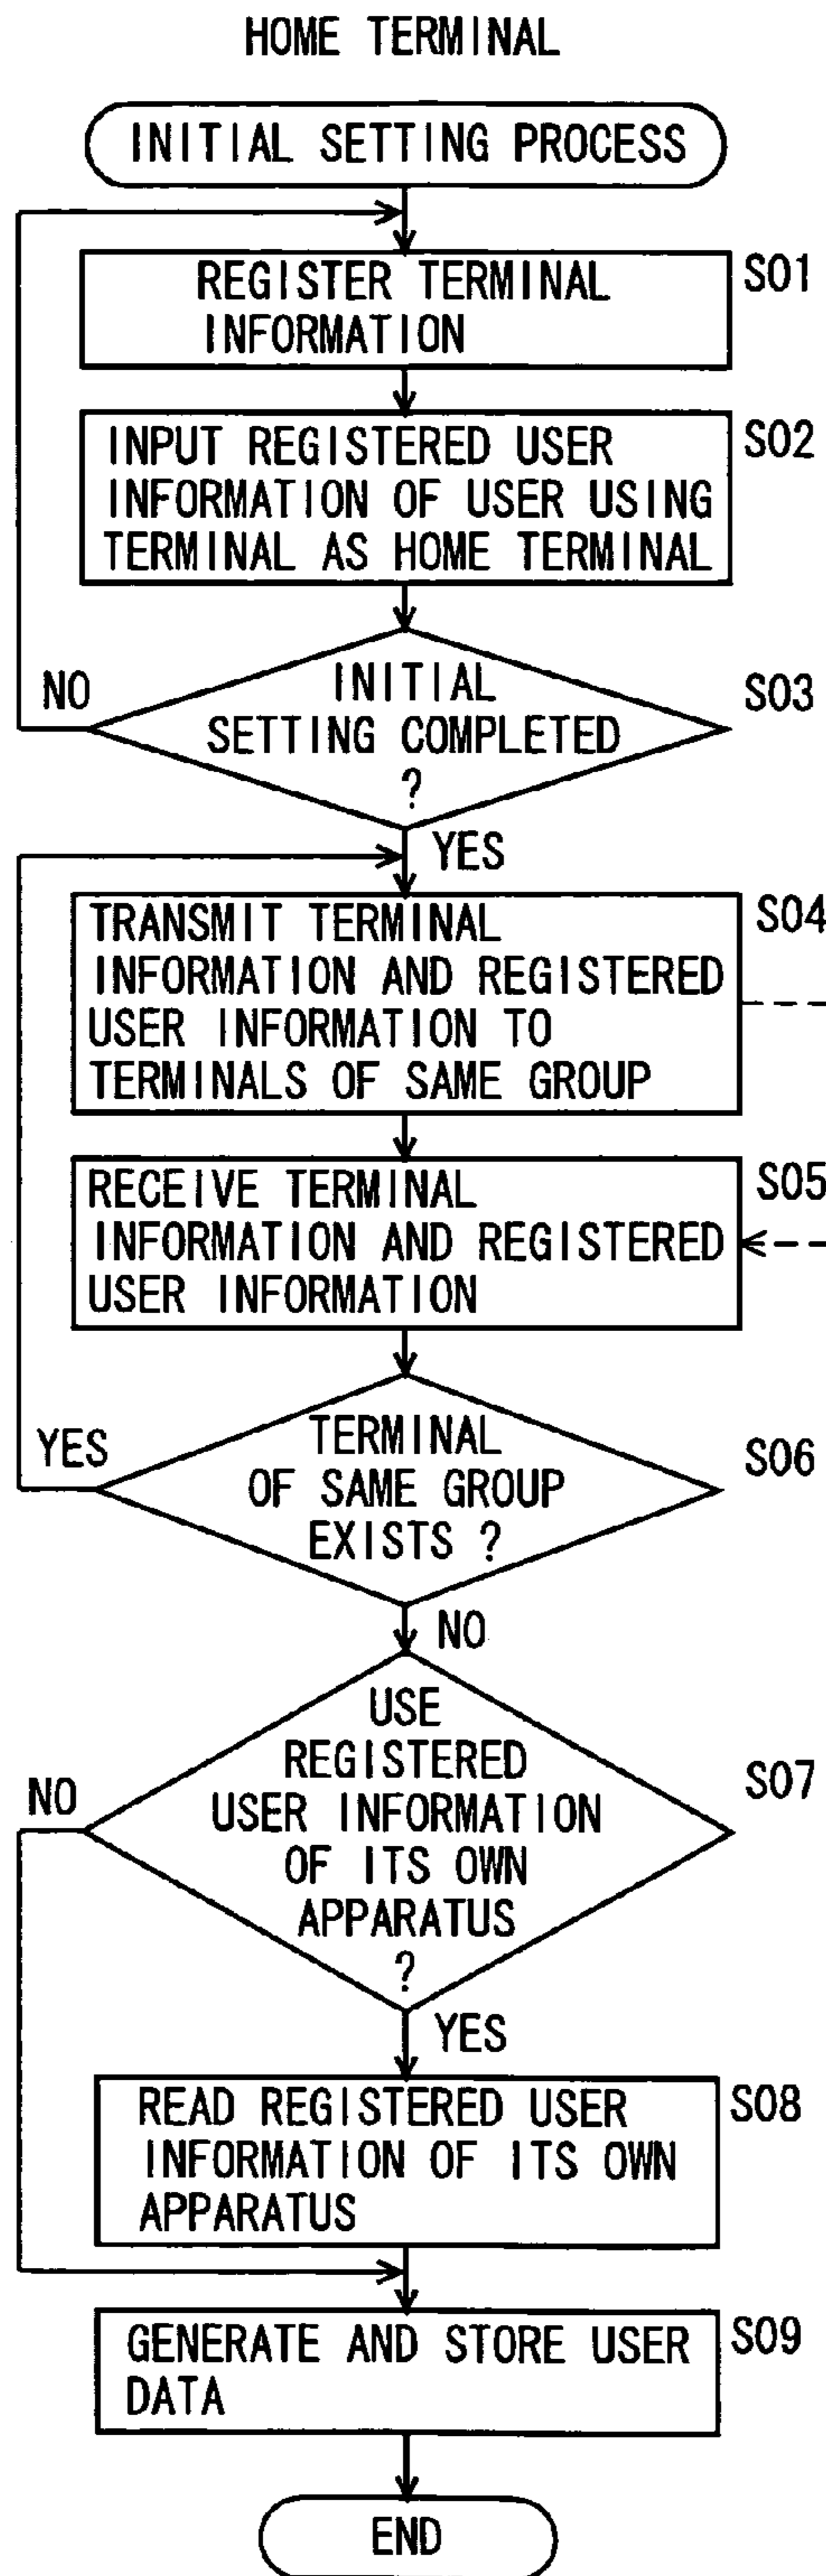 HOME TERMINAL
INITIAL SETTING PROCESS
REGISTER TERMINAL
INFORMATION
S01
INPUT REGISTERED USER
INFORMATION OF USER USING
TERMINAL AS HOME TERMINAL
S02
INITIAL
SETTING COMPLETED
?
S03
NO
YES
TRANSMIT TERMINAL
INFORMATION AND REGISTERED
USER INFORMATION TO
TERMINALS OF SAME GROUP
S04
RECEIVE TERMINAL
INFORMATION AND REGISTERED
USER INFORMATION
S05
TERMINAL
OF SAME GROUP
EXISTS ?
S06
YES
NO
USE
REGISTERED
USER INFORMATION
OF ITS OWN
APPARATUS
?
S07
NO
YES
READ REGISTERED USER
INFORMATION OF ITS OWN
APPARATUS
S08
GENERATE AND STORE USER
DATA
S09
END